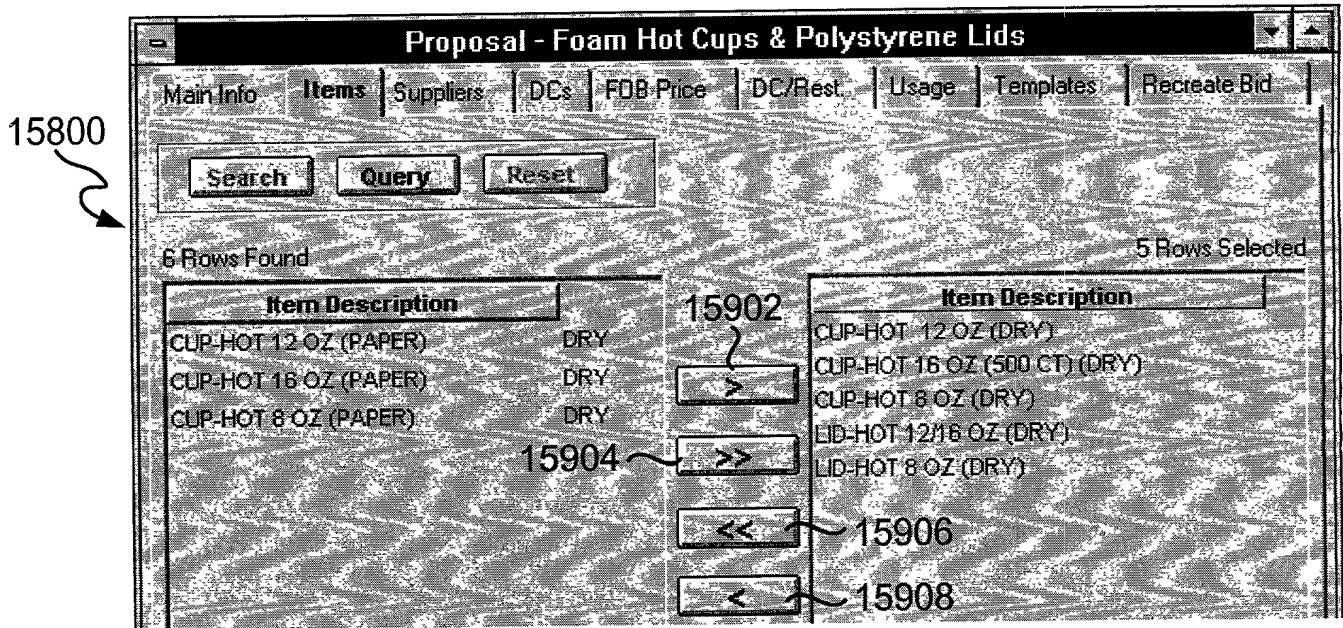 Proposal - Foam Hot Cups & Polystyrene Lids
Main Info Items Suppliers DCs FDB Price DC/Rest. Usage Templates Recreate Bid
15800
Search Query Reset
6 Rows Found 5 Rows Selected
Item Description 15902 Item Description
CUP-HOT 12 OZ (PAPER) DRY CUP-HOT 12 OZ (DRY)
CUP-HOT 16 OZ (PAPER) DRY > CUP-HOT 16 OZ (500 CT) (DRY)
CUP-HOT 8 OZ (PAPER) DRY CUP-HOT 8 OZ (DRY)
LID-HOT 12/16 OZ (DRY)
15904 >> LID-HOT 8 OZ (DRY)
<< 15906
< 15908